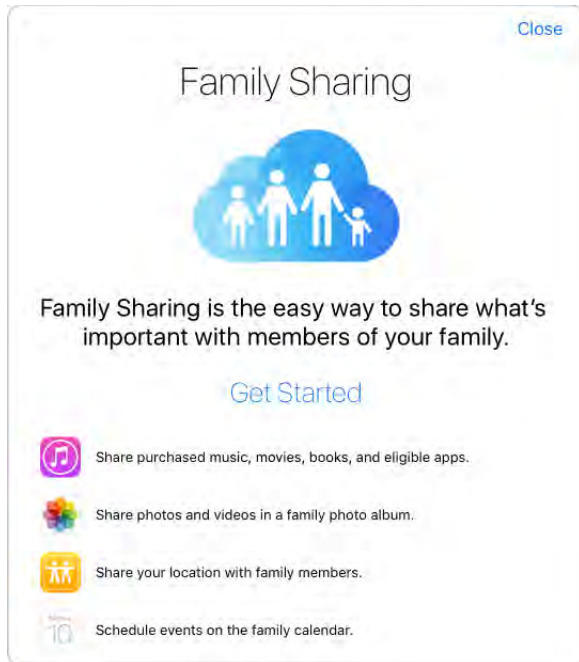 Close
Family Sharing
Family Sharing is the easy way to share what's
important with members of your family.
Get Started
Share purchased music, movies, books, and eligible apps.
Share photos and videos in a family photo album.
Share your location with family members.
10
Schedule events on the family calendar.